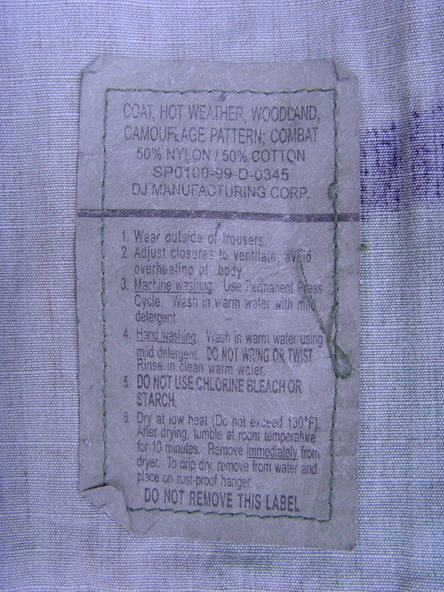 COAT, HOT WEATHER, WOODLAND,
CAMOUFLAGE PATTERN; COMBAT
50% NYLON / 50% COTTON
SP0100-99-D-0345
DJ MANUFACTURING CORP.
1. Wear outside of trousers.
2. Adjust closures to ventilate, avoid
overheating of body.
3. Machine washing. Use Permanent Press
Cycle. Wash in warm water with mild
detergent.
4. Hand washing. Wash in warm water using
mild detergent. DO NOT WRING OR TWIST
Rinse in clean warm water.
5. DO NOT USE CHLORINE BLEACH OR
STARCH.
6. Dry at low heat (Do not exceed 130°F).
After drying, tumble at room temperature
for 10 minutes. Remove immediately from
dryer. To drip dry, remove from water and
place on rust-proof hanger.
DO NOT REMOVE THIS LABEL